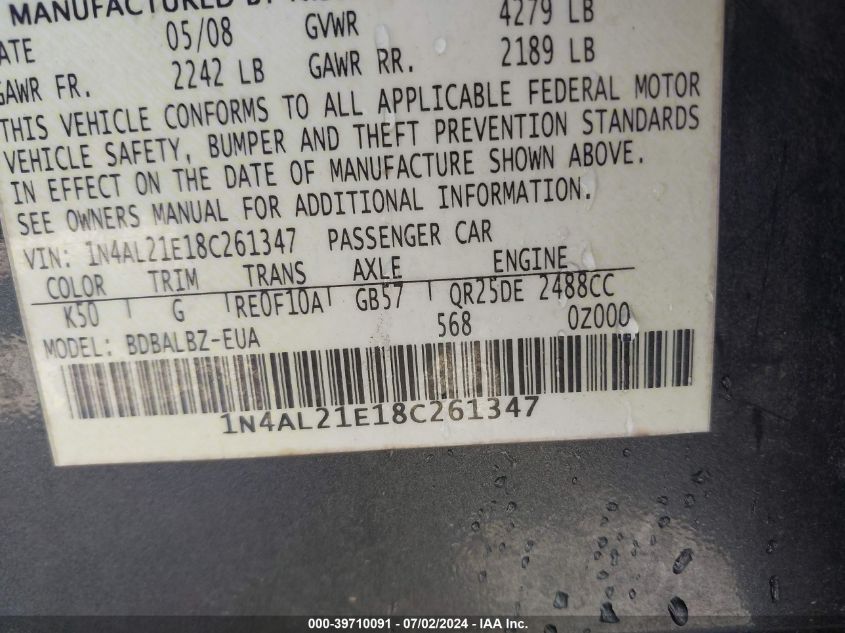 MANUFACTURED BY
ATE 05/08 GVWR 4279 LB
GAWR FR. 2242 LB GAWR RR. 2189 LB
THIS VEHICLE CONFORMS TO ALL APPLICABLE FEDERAL MOTOR
VEHICLE SAFETY, BUMPER AND THEFT PREVENTION STANDARDS
IN EFFECT ON THE DATE OF MANUFACTURE SHOWN ABOVE.
SEE OWNERS MANUAL FOR ADDITIONAL INFORMATION.
VIN: 1N4AL21E18C261347 PASSENGER CAR
COLOR TRIM TRANS AXLE ENGINE
K50 G RE0F10A GB57 QR25DE 2488CC
MODEL: BDBALBZ-EUA 568 0Z000
1N4AL21E18C261347
000-39710091 - 07/02/2024 - IAA Inc.